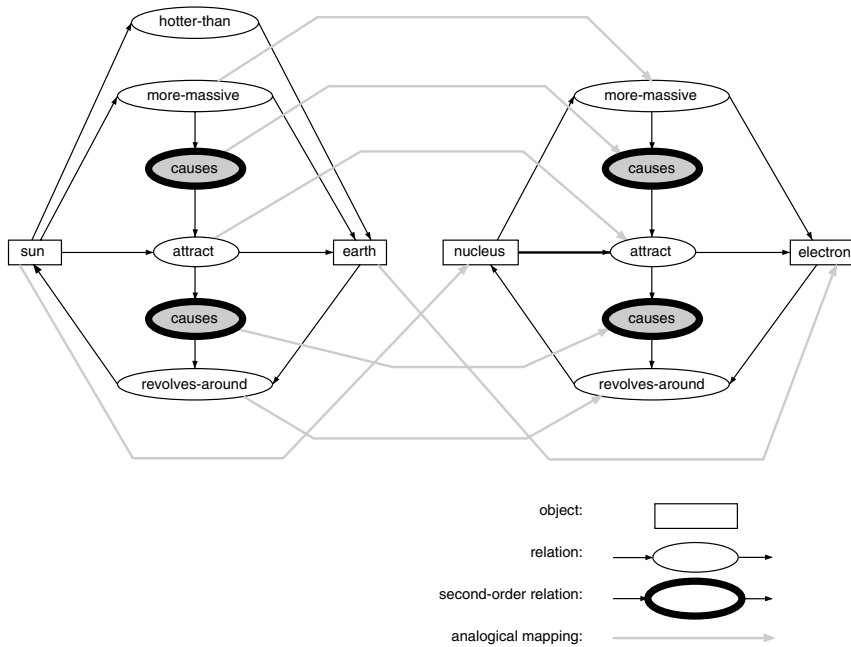 hotter-than
more-massive
more-massive
causes
causes
sun
attract
earth
nucleus
attract
electron
causes
causes
revolves-around
revolves-around
object:
relation:
second-order relation:
analogical mapping: